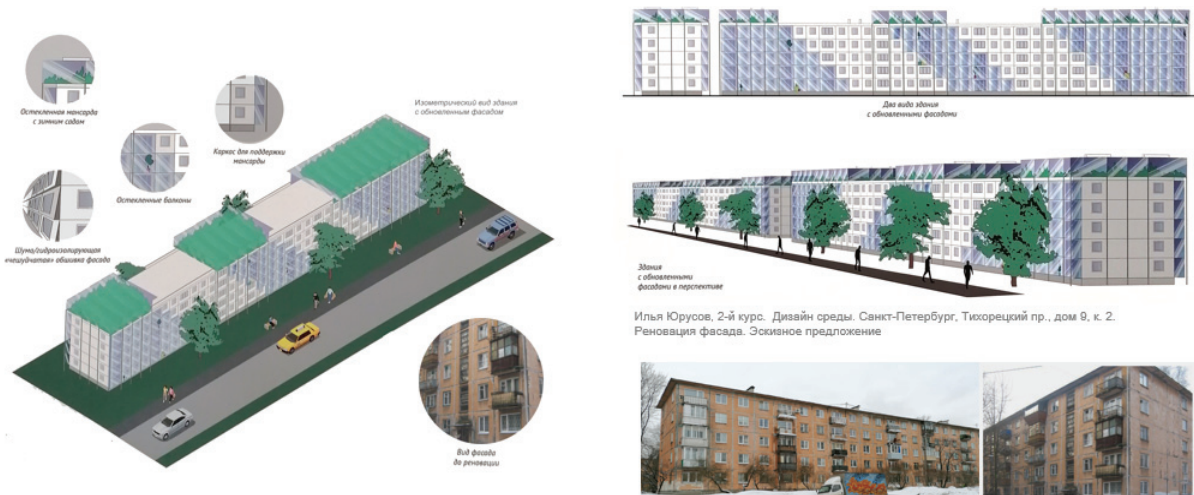 Остекленная мансарда
с зимним садом
Каркас для поддержки
мансарды
Изометрический вид здания
с обновленным фасадом
Остекленные балконы
Шумо/гидроизолирующая
«чешуйчатая» обшивка фасада
Вид фасада
до реновации
Два вида здания
с обновленными фасадами
Здания
с обновленными
фасадами в перспективе
Илья Юрусов, 2-й курс. Дизайн среды. Санкт-Петербург, Тихорецкий пр., дом 9, к. 2.
Реновация фасада. Эскизное предложение